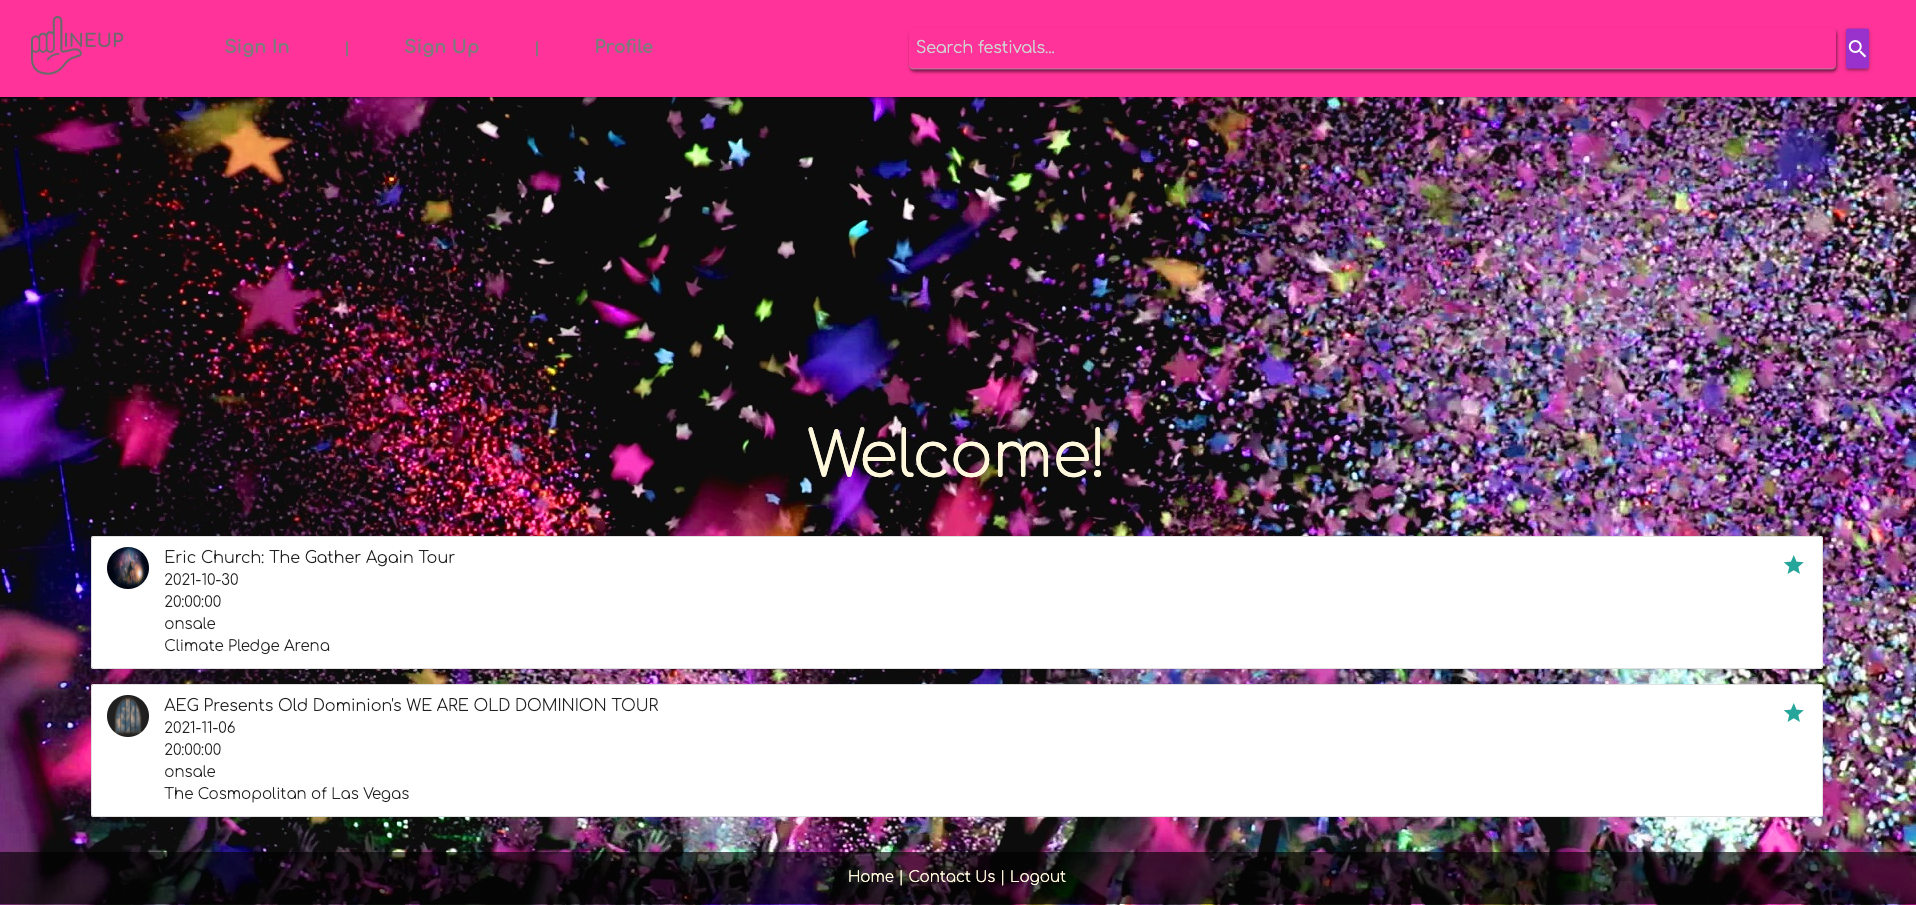 LINEUP
Sign In | Sign Up | Profile
Search festivals...
Welcome!
Eric Church: The Gather Again Tour
2021-10-30
20:00:00
onsale
Climate Pledge Arena
AEG Presents Old Dominion's WE ARE OLD DOMINION TOUR
2021-11-06
20:00:00
onsale
The Cosmopolitan of Las Vegas
Home | Contact Us | Logout